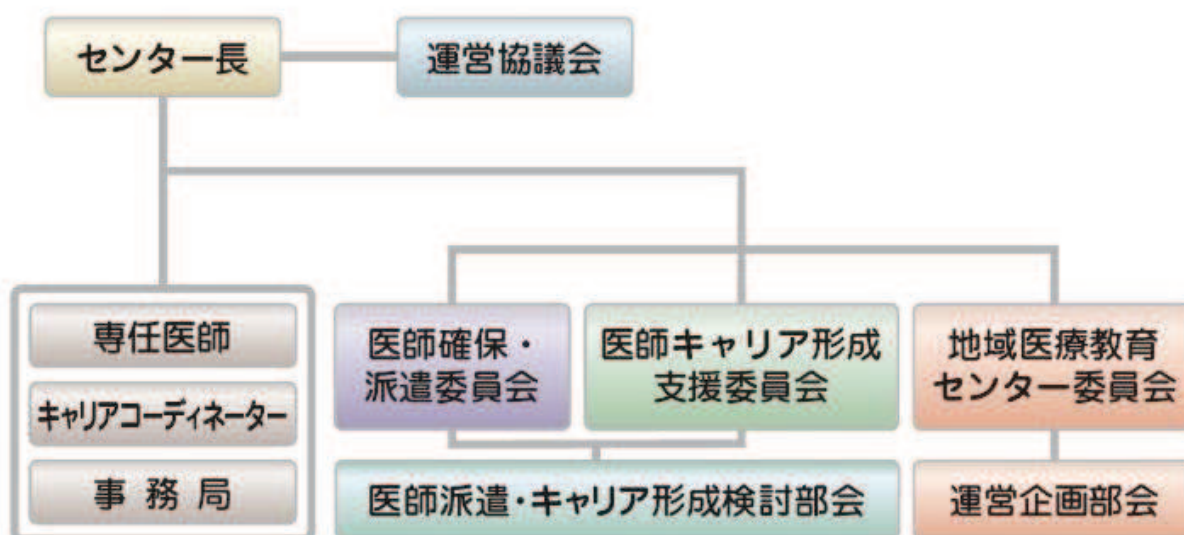 センター長
運営協議会
専任医師
キャリアコーディネーター
事務局
医師確保・
派遣委員会
医師キャリア形成
支援委員会
地域医療教育
センター委員会
医師派遣・キャリア形成検討部会
運営企画部会